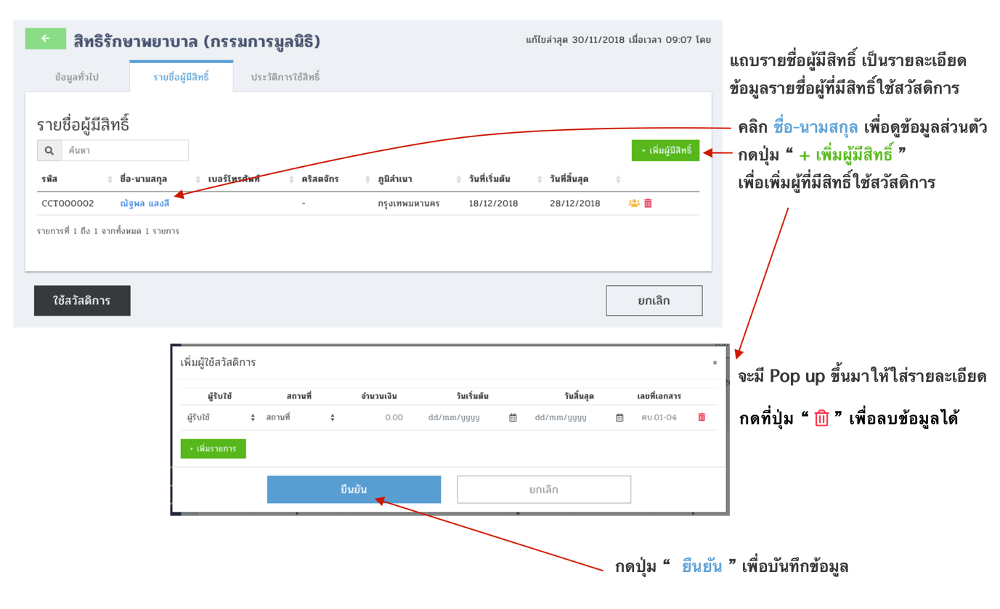 สิทธิรักษาพยาบาล (กรรมการมูลนิธิ)
แก้ไขล่าสุด 30/11/2018 เมื่อเวลา 09:07 โดย
ข้อมูลทั่วไป รายชื่อผู้มีสิทธิ์ ประวัติการใช้สิทธิ์
รายชื่อผู้มีสิทธิ์
ค้นหา
+ เพิ่มผู้มีสิทธิ์
รหัส ชื่อ-นามสกุล เบอร์โทรศัพท์ คริสตจักร ภูมิลำเนา วันที่เริ่มต้น วันที่สิ้นสุด
CCT000002 ณัฐพล แสงสี - กรุงเทพมหานคร 18/12/2018 28/12/2018
รายการที่ 1 ถึง 1 จากทั้งหมด 1 รายการ
ใช้สวัสดิการ ยกเลิก
แถบรายชื่อผู้มีสิทธิ์ เป็นรายละเอียด
ข้อมูลรายชื่อผู้ที่มีสิทธิ์ใช้สวัสดิการ
คลิก ชื่อ-นามสกุล เพื่อดูข้อมูลส่วนตัว
กดปุ่ม “ + เพิ่มผู้มีสิทธิ์ ”
เพื่อเพิ่มผู้ที่มีสิทธิ์ใช้สวัสดิการ
เพิ่มผู้ใช้สวัสดิการ ×
ผู้รับใช้ สถานที่ จำนวนเงิน วันเริ่มต้น วันสิ้นสุด เลขที่เอกสาร
ผู้รับใช้ สถานที่ 0.00 dd/mm/yyyy dd/mm/yyyy ศบ.01-04
+ เพิ่มรายการ
ยืนยัน ยกเลิก
จะมี Pop up ขึ้นมาให้ใส่รายละเอียด
กดที่ปุ่ม “ ” เพื่อลบข้อมูลได้
กดปุ่ม “ ยืนยัน ” เพื่อบันทึกข้อมูล